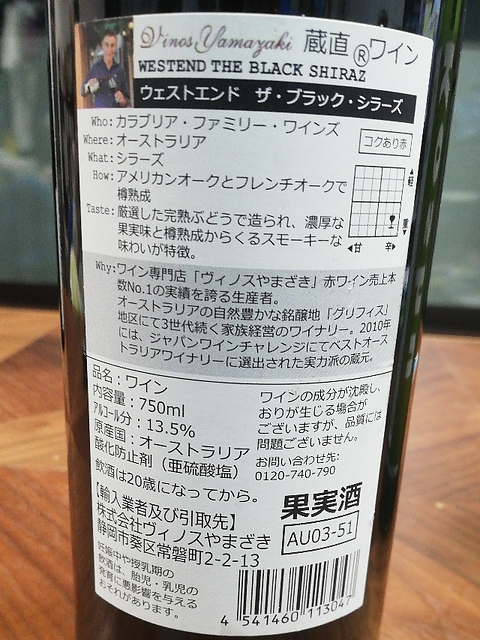 Vinos Yamazaki 蔵直®ワイン
WESTEND THE BLACK SHIRAZ
ウェストエンド ザ・ブラック・シラーズ
Who: カラブリア・ファミリー・ワインズ
Where: オーストラリア
What: シラーズ
How: アメリカンオークとフレンチオークで
樽熟成
Taste: 厳選した完熟ぶどうで造られ、濃厚な
果実味と樽熟成からくるスモーキーな
味わいが特徴。
コクあり赤
▲軽
重▼
◀甘 辛▶
Why: ワイン専門店「ヴィノスやまざき」赤ワイン売上本
数No.1の実績を誇る生産者。
オーストラリアの自然豊かな銘醸地「グリフィス」
地区にて3世代続く家族経営のワイナリー。2010年
には、ジャパンワインチャレンジにてベストオース
トラリアワイナリーに選出された実力派の蔵元。
品名：ワイン
内容量：750ml
アルコール分：13.5%
原産国：オーストラリア
酸化防止剤（亜硫酸塩）
飲酒は20歳になってから。
【輸入業者及び引取先】
株式会社ヴィノスやまざき
静岡市葵区常磐町2-2-13
妊娠中や授乳期の
飲酒は、胎児・乳児の
発育に悪影響を与える
おそれがあります。
ワインの成分が沈殿し、
おりが生じる場合が
ございますが、品質には
問題ございません。
お問い合わせ先:
0120-740-790
果実酒
AU03-51
4 541460 113047